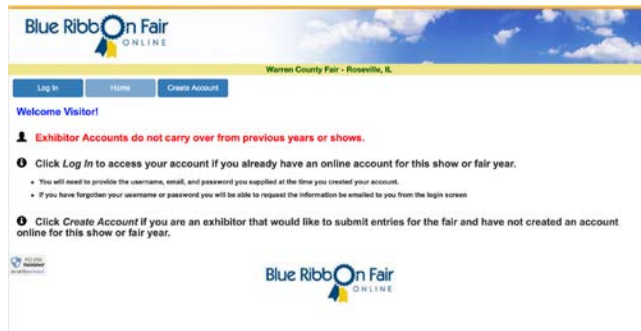 Blue Ribbon Fair
ONLINE
Warren County Fair - Roseville, IL
Log In
Home
Create Account
Welcome Visitor!
Exhibitor Accounts do not carry over from previous years or shows.
Click Log In to access your account if you already have an online account for this show or fair year.
You will need to provide the username, email, and password you supplied at the time you created your account.
If you have forgotten your username or password you will be able to request the information be emailed to you from the login screen
Click Create Account if you are an exhibitor that would like to submit entries for the fair and have not created an account
online for this show or fair year.
Blue Ribbon Fair
ONLINE